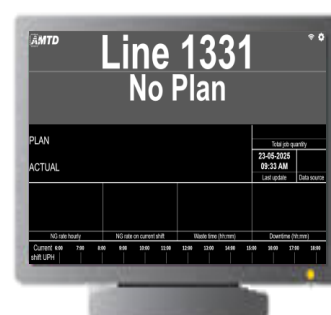 AMTD
Line 1331
No Plan
PLAN
Total job quantity
23-05-2025
09:33 AM
ACTUAL
Last update Data source
NG rate hourly NG rate on current shift Waste time (hh:mm) Downtime (hh:mm)
Current 6:00 7:00 8:00 9:00 10:00 11:00 12:00 13:00 14:00 15:00 16:00 17:00 18:00
shift UPH